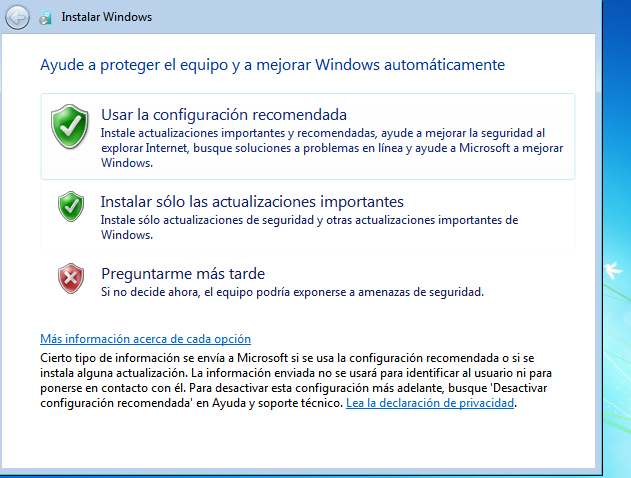 Instalar Windows
Ayude a proteger el equipo y a mejorar Windows automáticamente
Usar la configuración recomendada
Instale actualizaciones importantes y recomendadas, ayude a mejorar la seguridad al
explorar Internet, busque soluciones a problemas en línea y ayude a Microsoft a mejorar
Windows.
Instalar sólo las actualizaciones importantes
Instale sólo actualizaciones de seguridad y otras actualizaciones importantes de
Windows.
Preguntarme más tarde
Si no decide ahora, el equipo podría exponerse a amenazas de seguridad.
Más información acerca de cada opción
Cierto tipo de información se envía a Microsoft si se usa la configuración recomendada o si se
instala alguna actualización. La información enviada no se usará para identificar al usuario ni para
ponerse en contacto con él. Para desactivar esta configuración más adelante, busque 'Desactivar
configuración recomendada' en Ayuda y soporte técnico. Lea la declaración de privacidad.